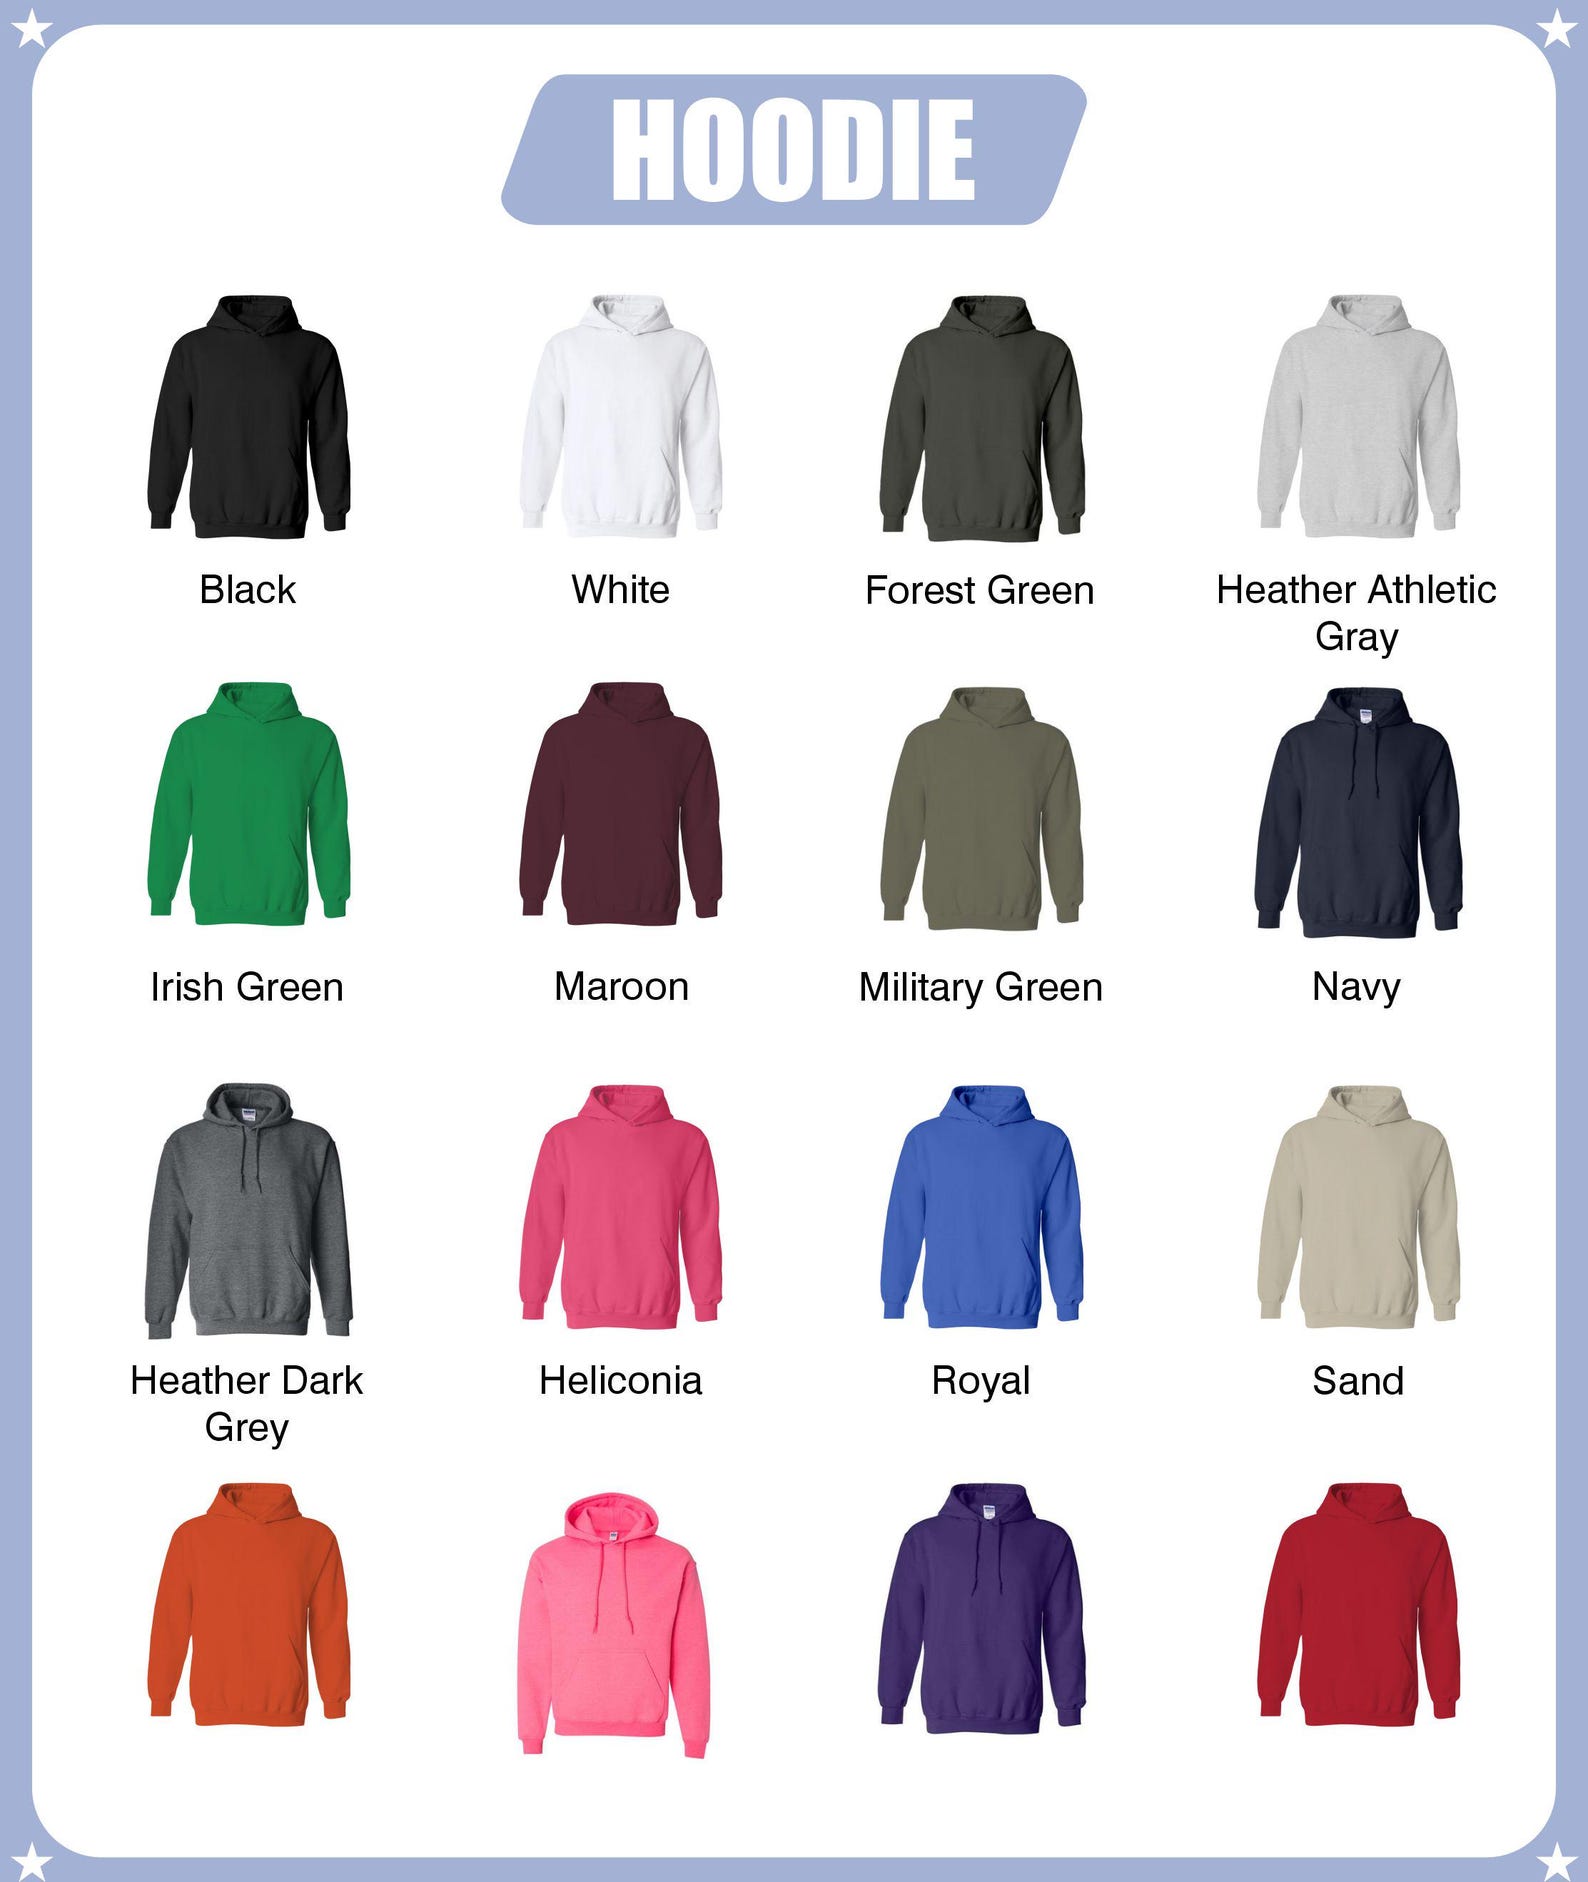 HOODIE
Black
White
Forest Green
Heather Athletic
Gray
Irish Green
Maroon
Military Green
Navy
Heather Dark
Grey
Heliconia
Royal
Sand